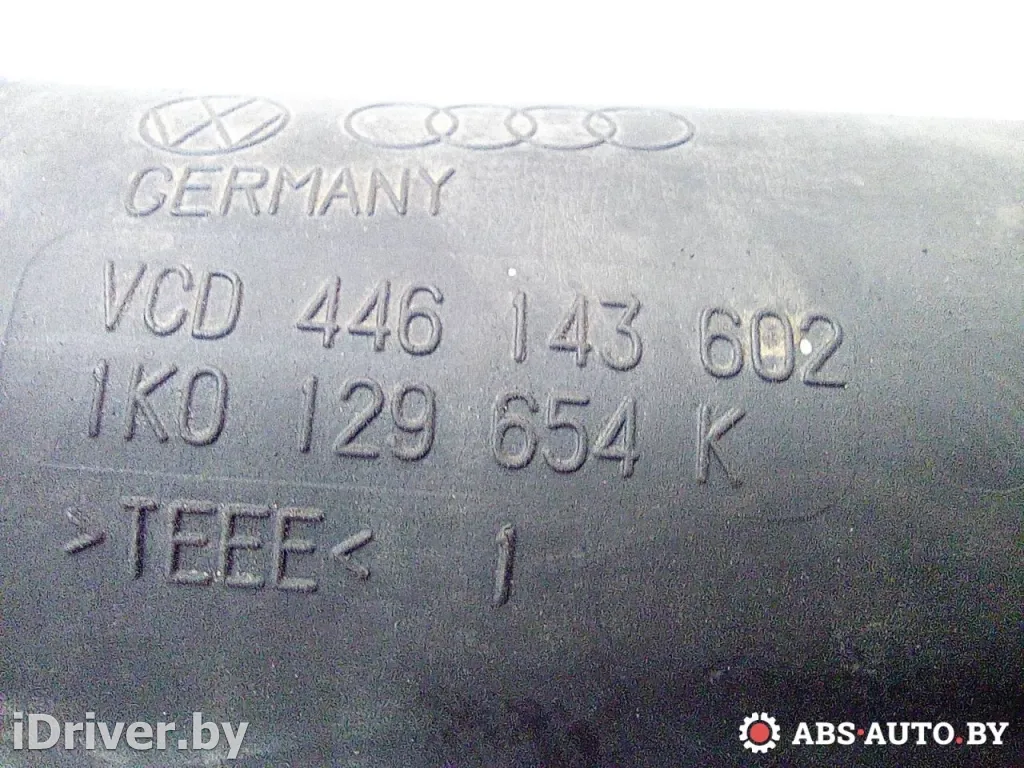 GERMANY
VCD 446 143 602
1K0 129 654 K
>TEEE< 1
iDriver.by
ABS-AUTO.BY